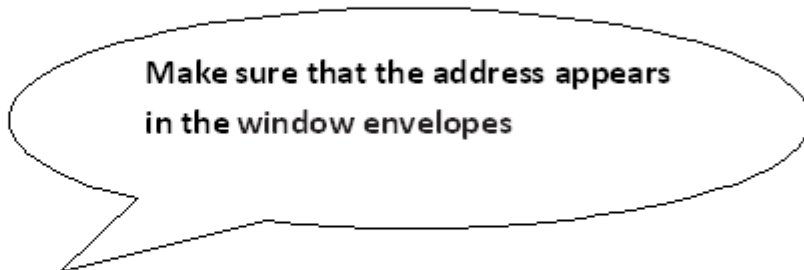 Make sure that the address appears
in the window envelopes